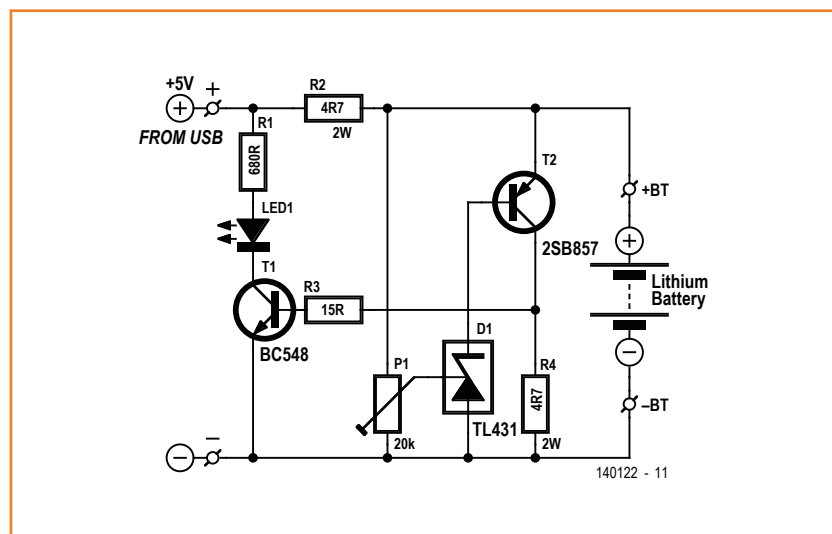 +5V
+
FROM USB
R1
680R
R2
4R7
2W
LED1
T1
BC548
R3
15R
P1
20k
D1
TL431
T2
2SB857
R4
4R7
2W
+BT
+
Lithium
Battery
–
–BT
–
–
140122 - 11